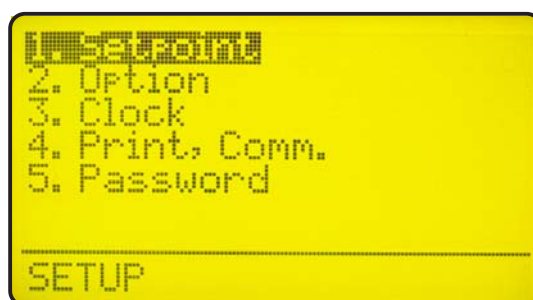 1. Setpoint
2. Option
3. Clock
4. Print, Comm.
5. Password
SETUP